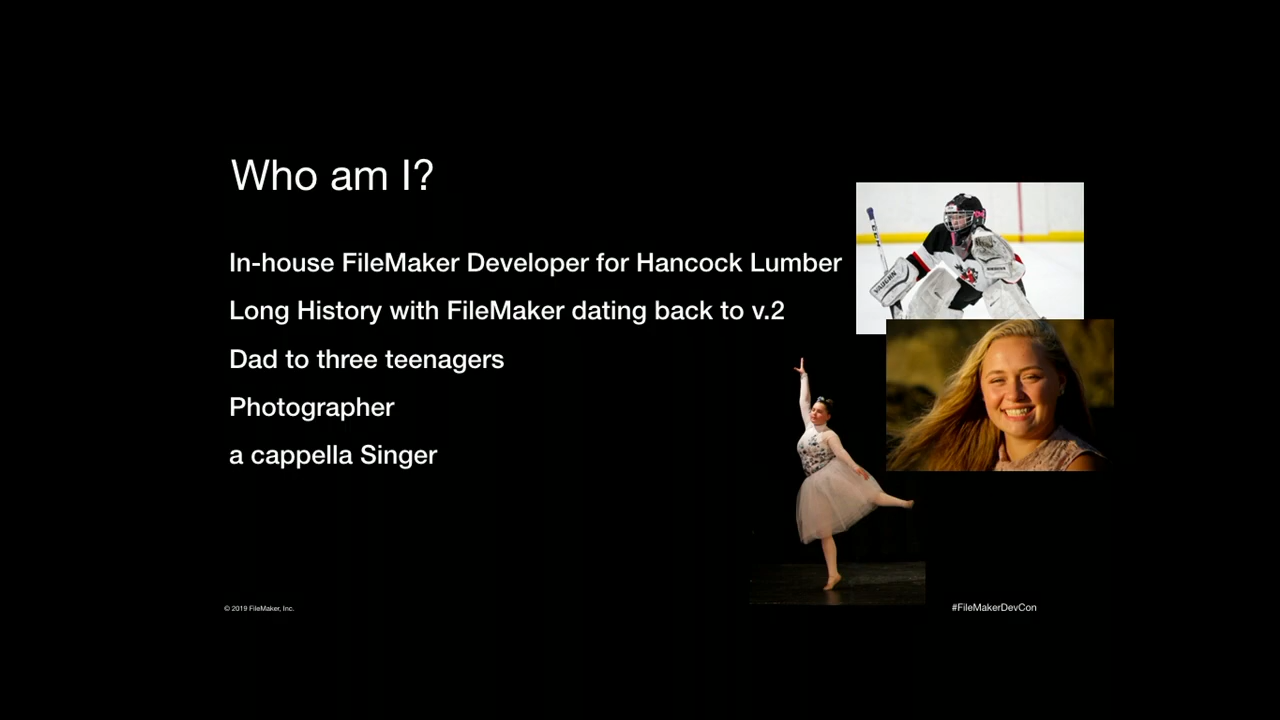 Who am I?
In-house FileMaker Developer for Hancock Lumber
Long History with FileMaker dating back to v.2
Dad to three teenagers
Photographer
a cappella Singer
VAUGHN
© 2019 FileMaker, Inc.
#FileMakerDevCon